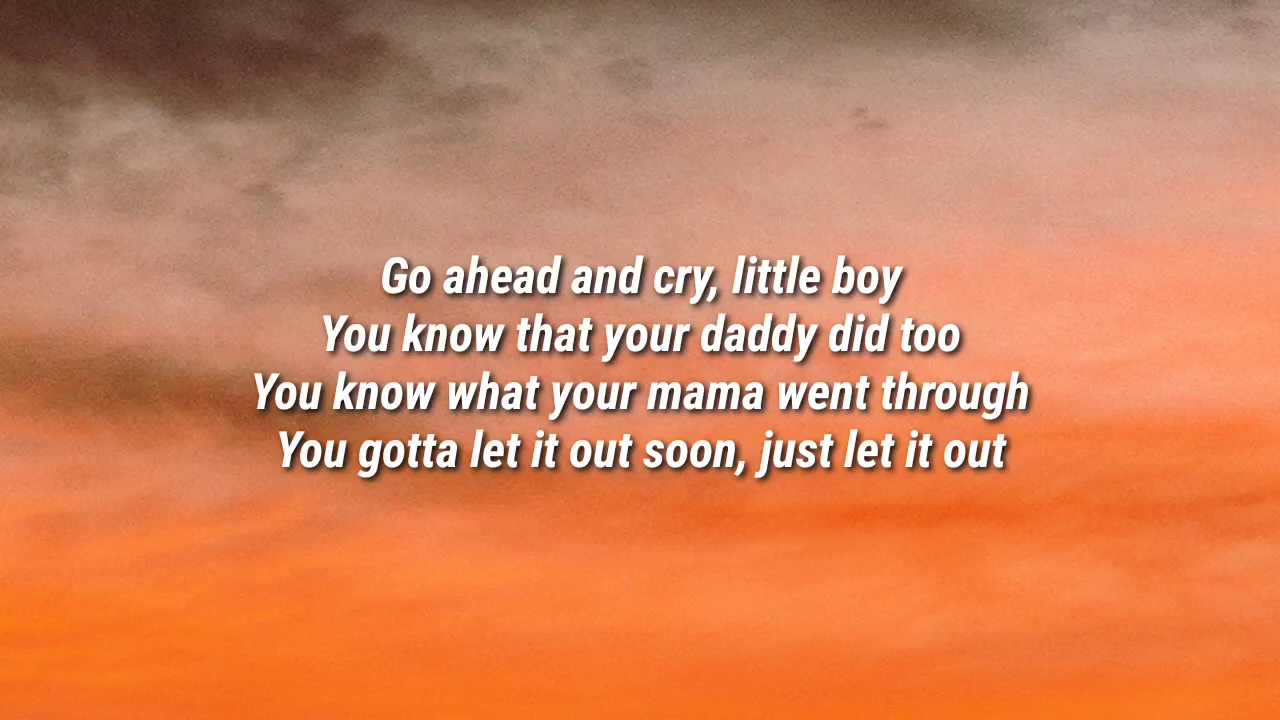 Go ahead and cry, little boy
You know that your daddy did too
You know what your mama went through
You gotta let it out soon, just let it out